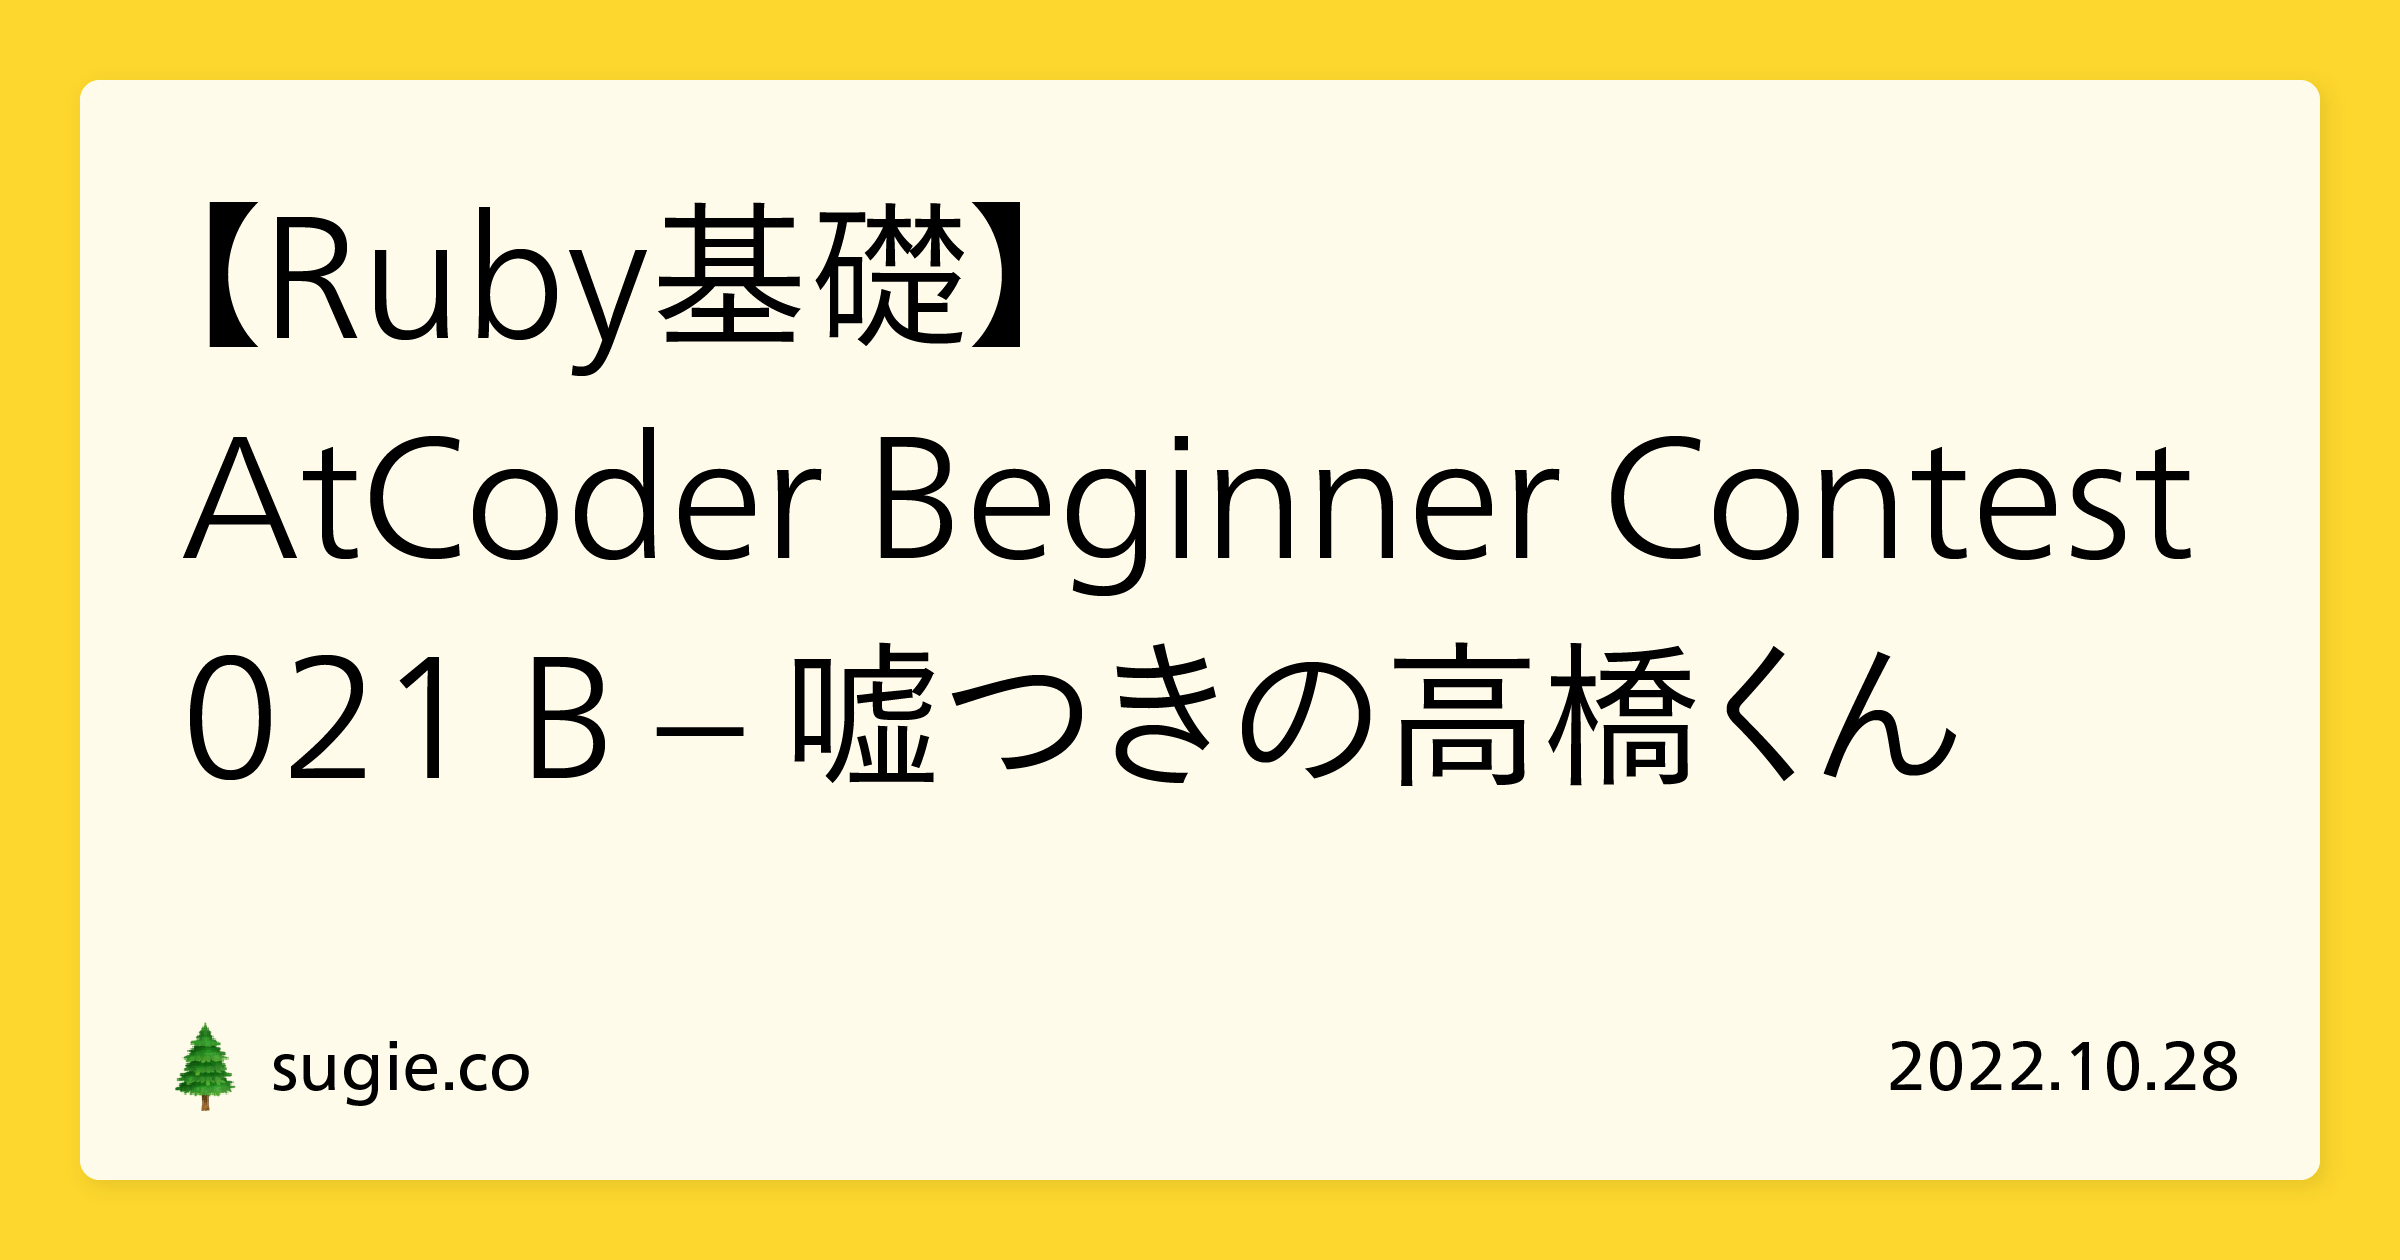 【Ruby基礎】
AtCoder Beginner Contest
021 B – 嘘つきの高橋くん
sugie.co
2022.10.28